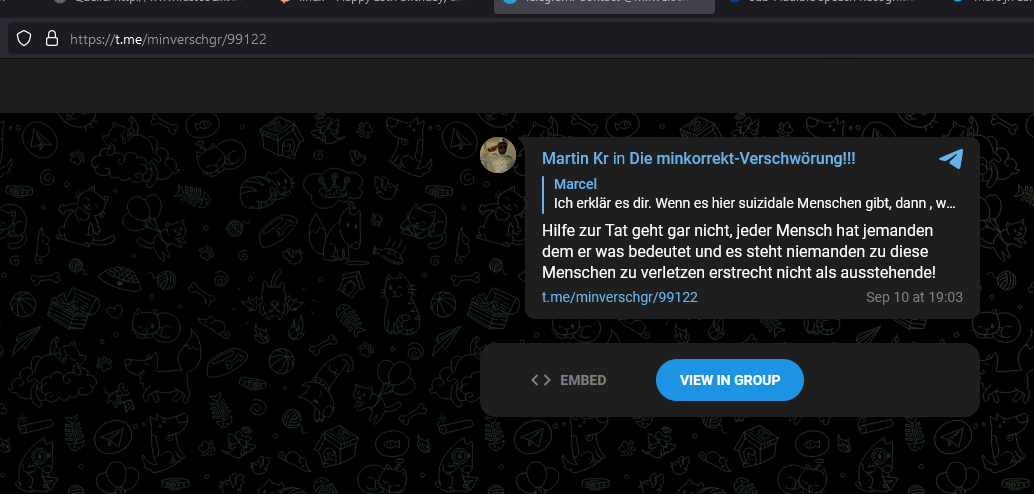 https://t.me/minverschgr/99122
Martin Kr in Die minkorrekt-Verschwörung!!!
Marcel
Ich erklär es dir. Wenn es hier suizidale Menschen gibt, dann , w…
Hilfe zur Tat geht gar nicht, jeder Mensch hat jemanden
dem er was bedeutet und es steht niemanden zu diese
Menschen zu verletzen erstrecht nicht als ausstehende!
t.me/minverschgr/99122 Sep 10 at 19:03
<> EMBED VIEW IN GROUP